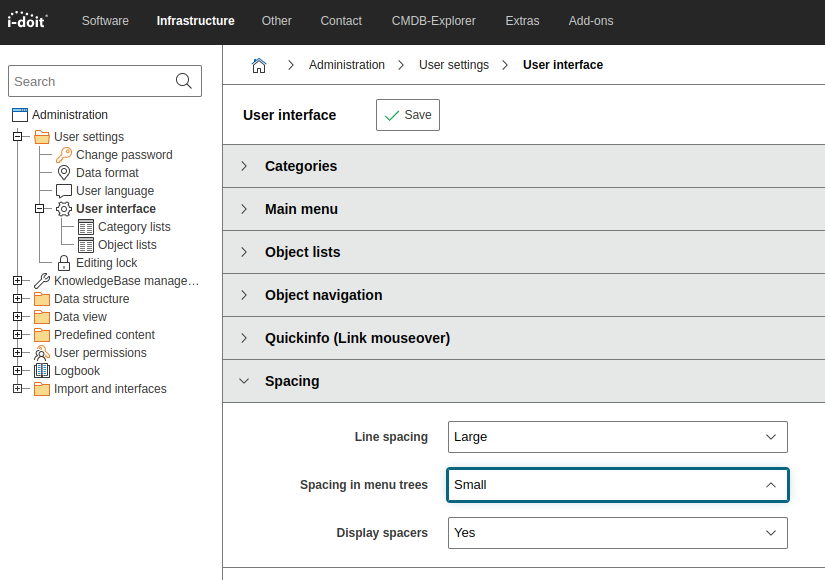 i-doit Software Infrastructure Other Contact CMDB-Explorer Extras Add-ons
Search
Administration
User settings
Change password
Data format
User language
User interface
Category lists
Object lists
Editing lock
KnowledgeBase manage...
Data structure
Data view
Predefined content
User permissions
Logbook
Import and interfaces
Administration User settings User interface
User interface Save
Categories
Main menu
Object lists
Object navigation
Quickinfo (Link mouseover)
Spacing
Line spacing Large
Spacing in menu trees Small
Display spacers Yes